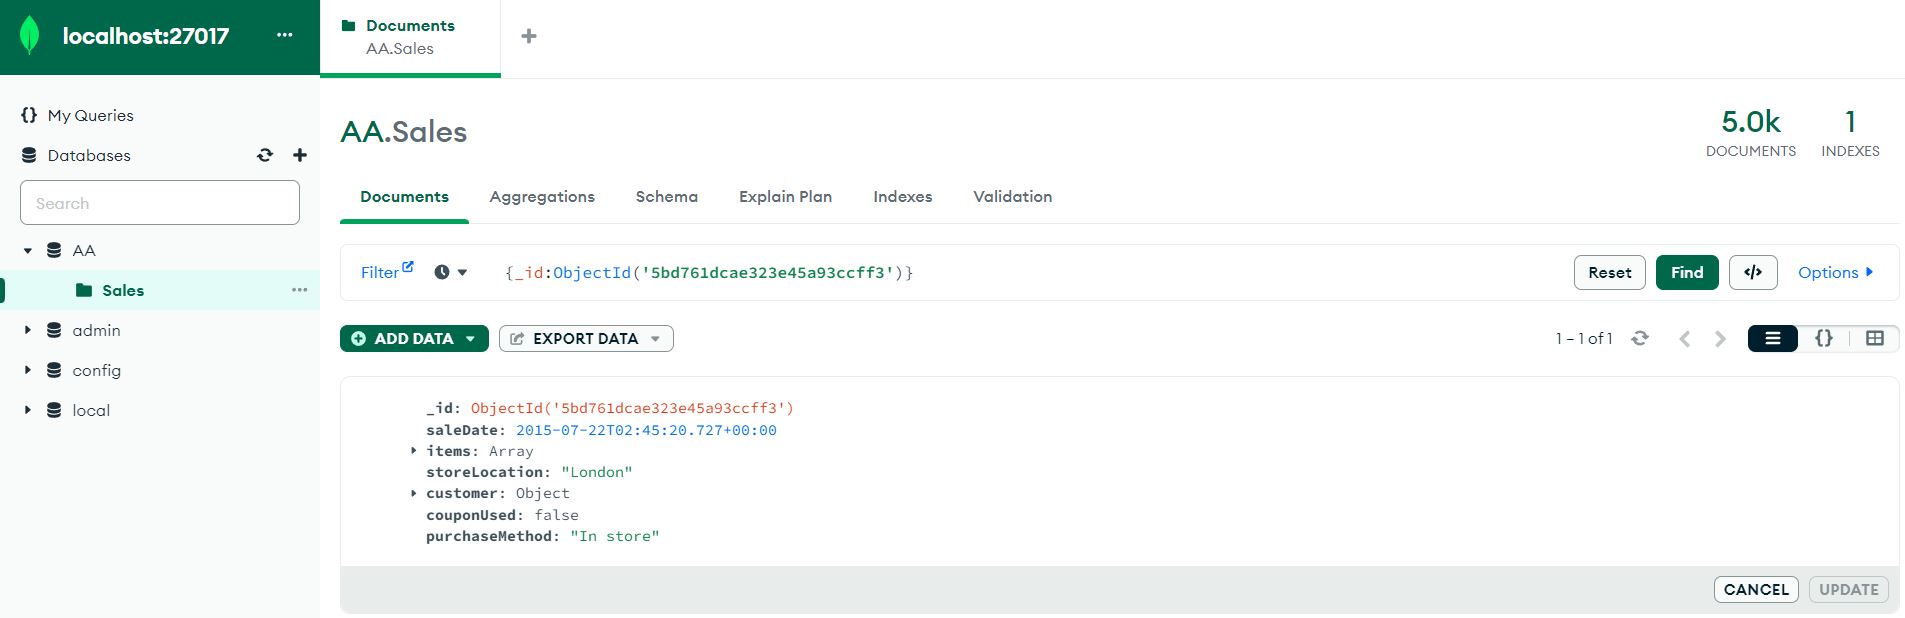 localhost:27017
Documents
AA.Sales
My Queries
Databases
Search
AA
Sales
admin
config
local
AA.Sales
5.0k
DOCUMENTS
1
INDEXES
Documents Aggregations Schema Explain Plan Indexes Validation
Filter {_id:ObjectId('5bd761dcae323e45a93ccff3')} Reset Find </> Options
ADD DATA EXPORT DATA 1 – 1 of 1 {}
_id: ObjectId('5bd761dcae323e45a93ccff3')
saleDate: 2015-07-22T02:45:20.727+00:00
items: Array
storeLocation: "London"
customer: Object
couponUsed: false
purchaseMethod: "In store"
CANCEL UPDATE